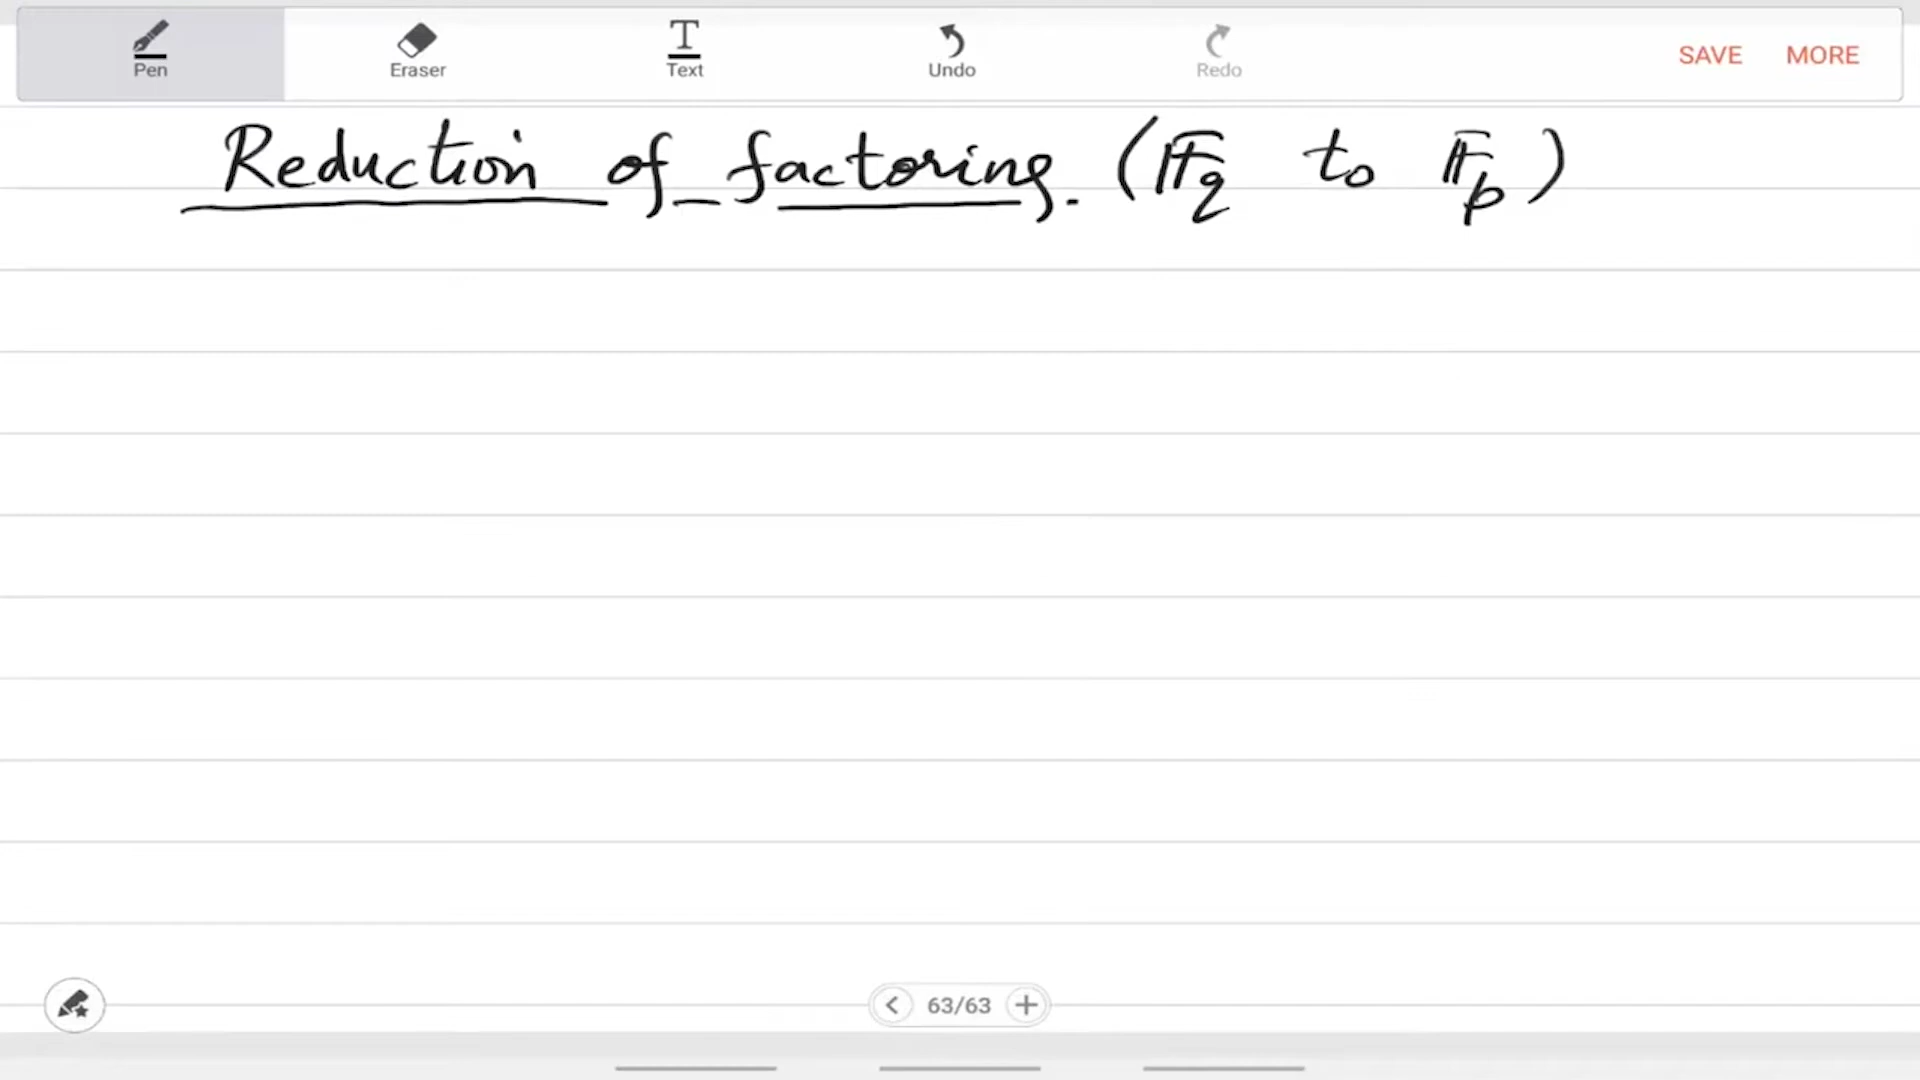 Pen Eraser Text Undo Redo SAVE MORE
Reduction of factoring. (𝔽q to 𝔽p)
63/63